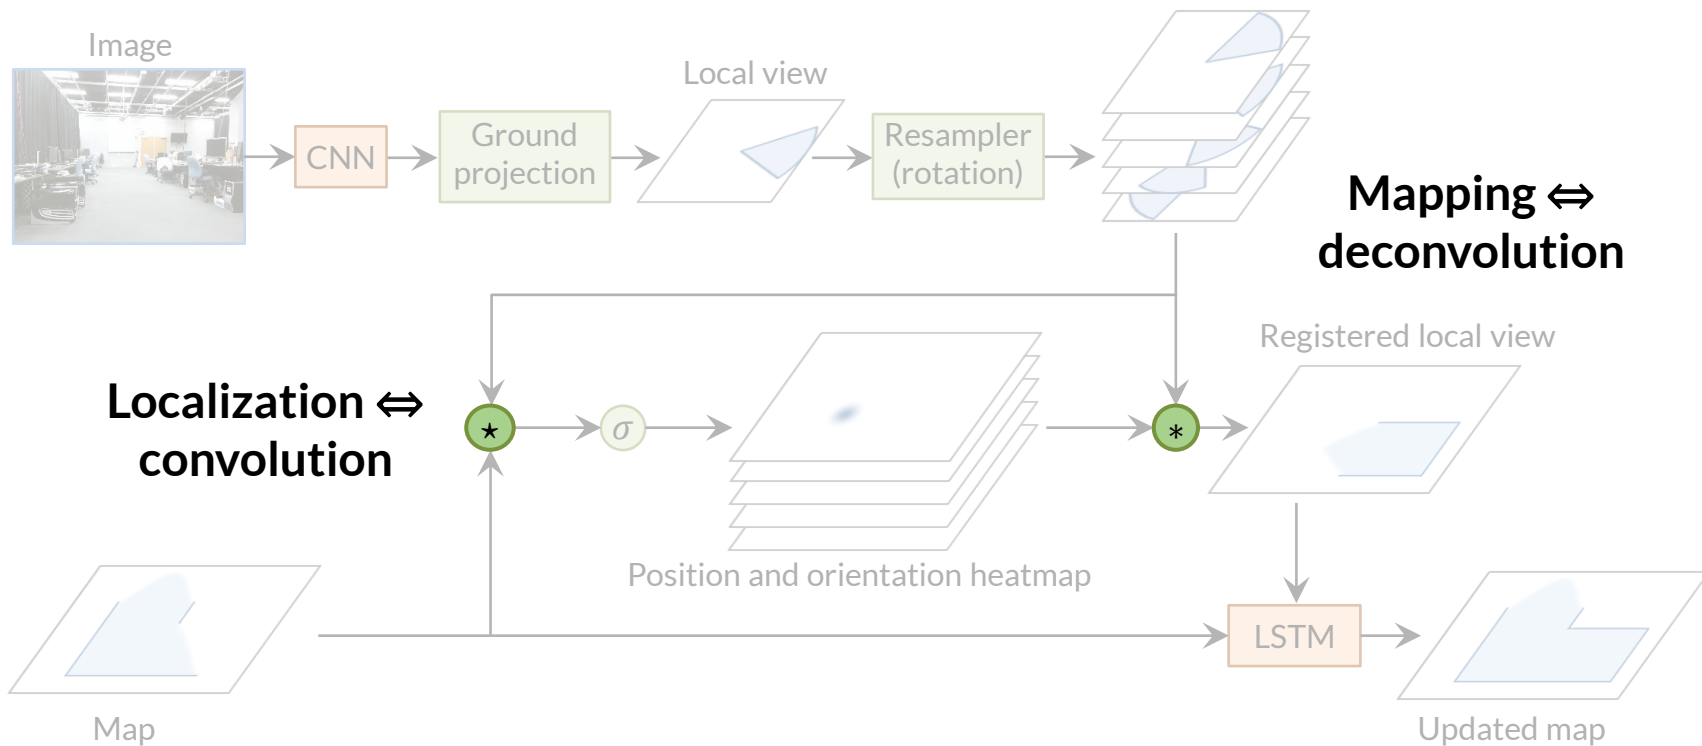 Image
Local view
CNN
Ground
projection
Resampler
(rotation)
Mapping ⇔
deconvolution
Registered local view
Localization ⇔
convolution
⋆
σ
*
Position and orientation heatmap
LSTM
Map
Updated map